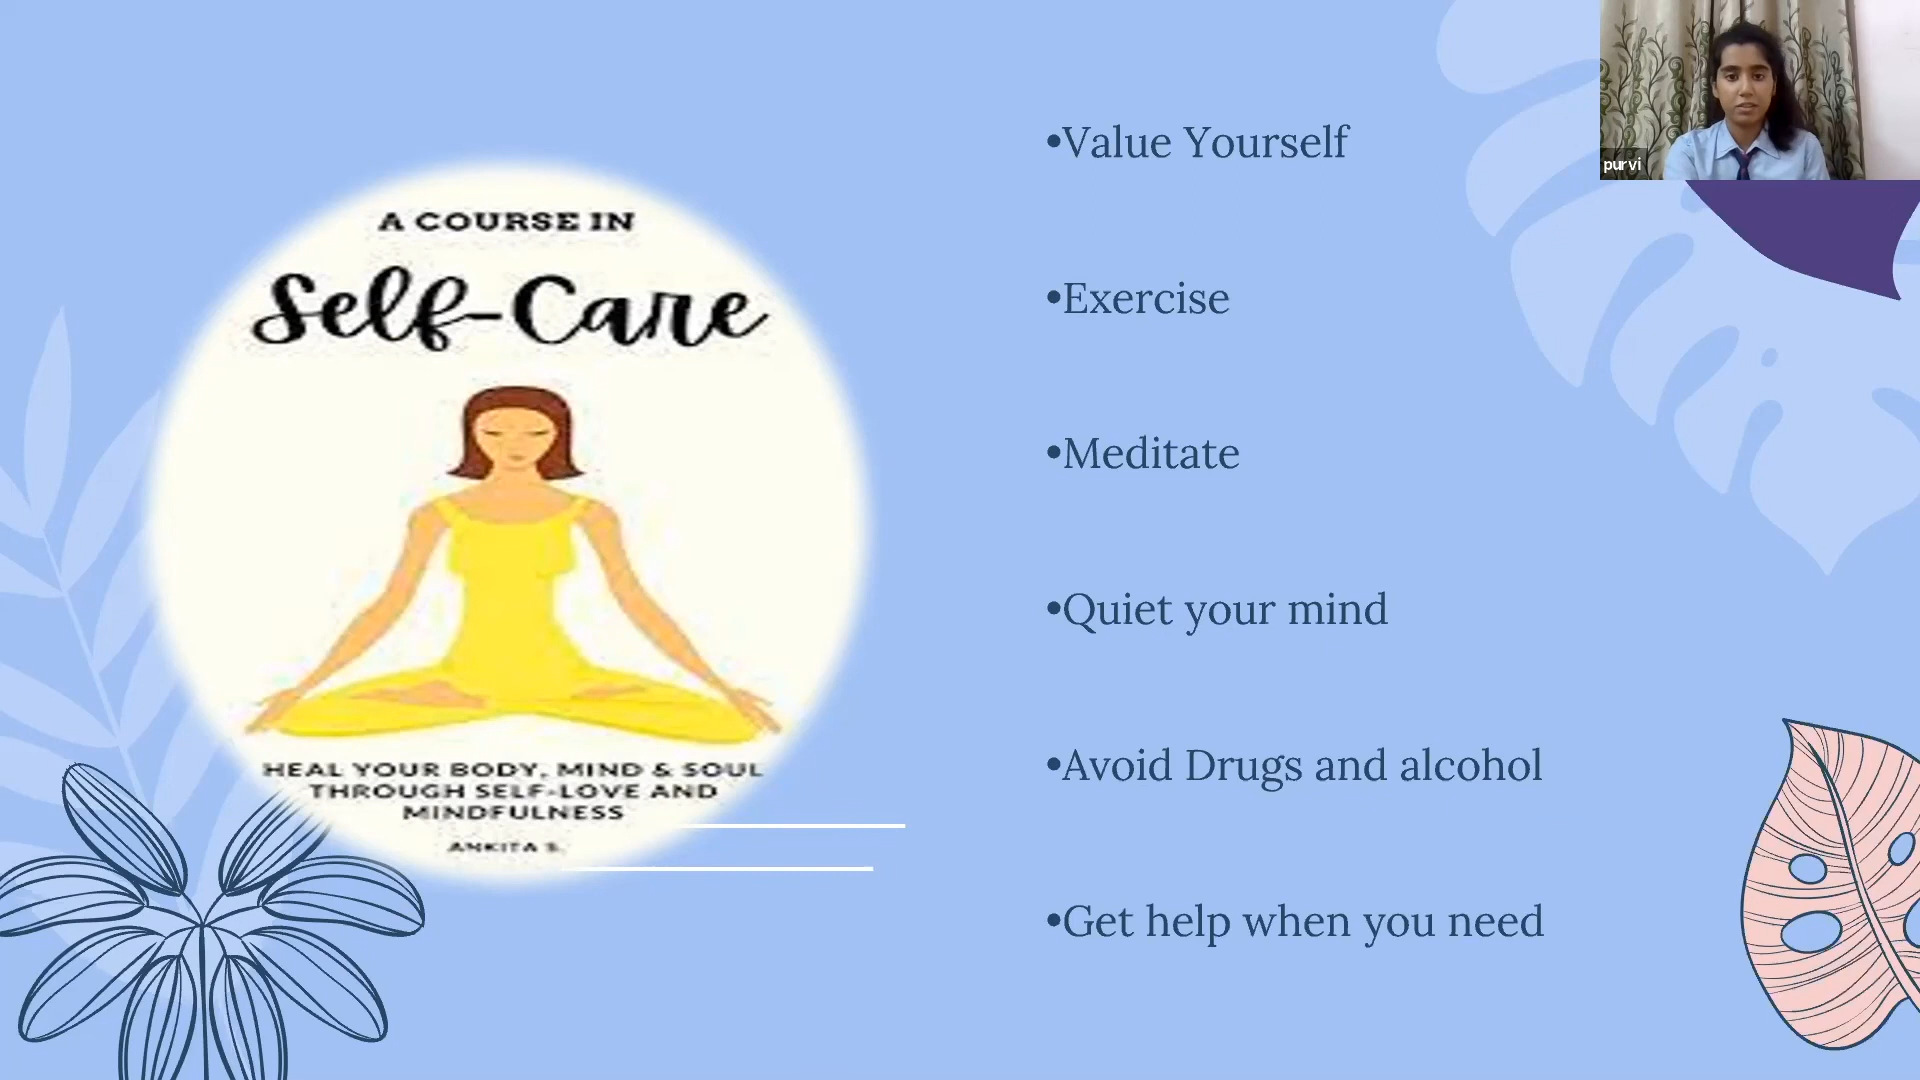 A COURSE IN
Self-Care
HEAL YOUR BODY, MIND & SOUL
THROUGH SELF-LOVE AND
MINDFULNESS
ANKITA S.
•Value Yourself
•Exercise
•Meditate
•Quiet your mind
•Avoid Drugs and alcohol
•Get help when you need
purvi